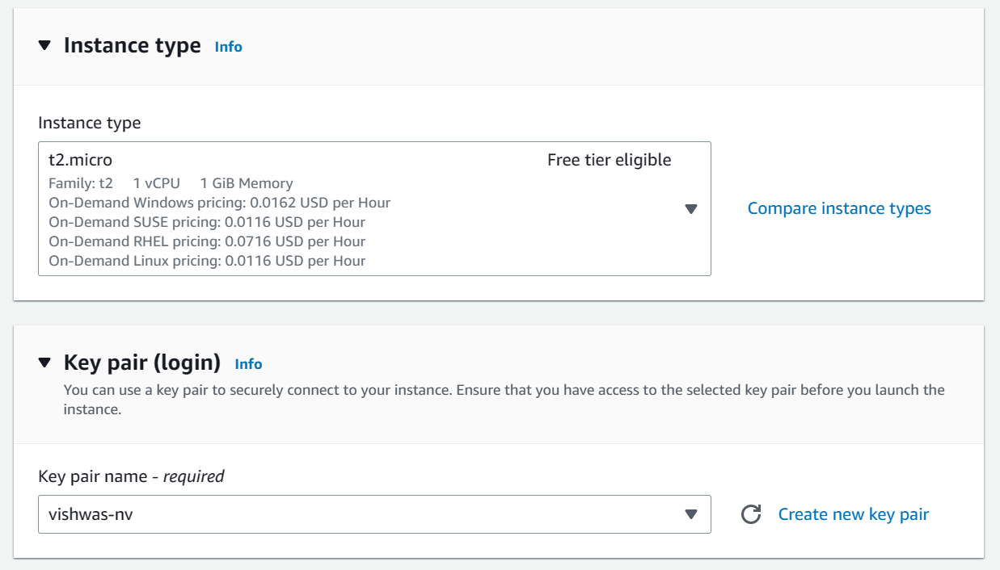 Instance type Info
Instance type
t2.micro Free tier eligible
Family: t2 1 vCPU 1 GiB Memory
On-Demand Windows pricing: 0.0162 USD per Hour
On-Demand SUSE pricing: 0.0116 USD per Hour
On-Demand RHEL pricing: 0.0716 USD per Hour
On-Demand Linux pricing: 0.0116 USD per Hour
Compare instance types
Key pair (login) Info
You can use a key pair to securely connect to your instance. Ensure that you have access to the selected key pair before you launch the
instance.
Key pair name - required
vishwas-nv
Create new key pair